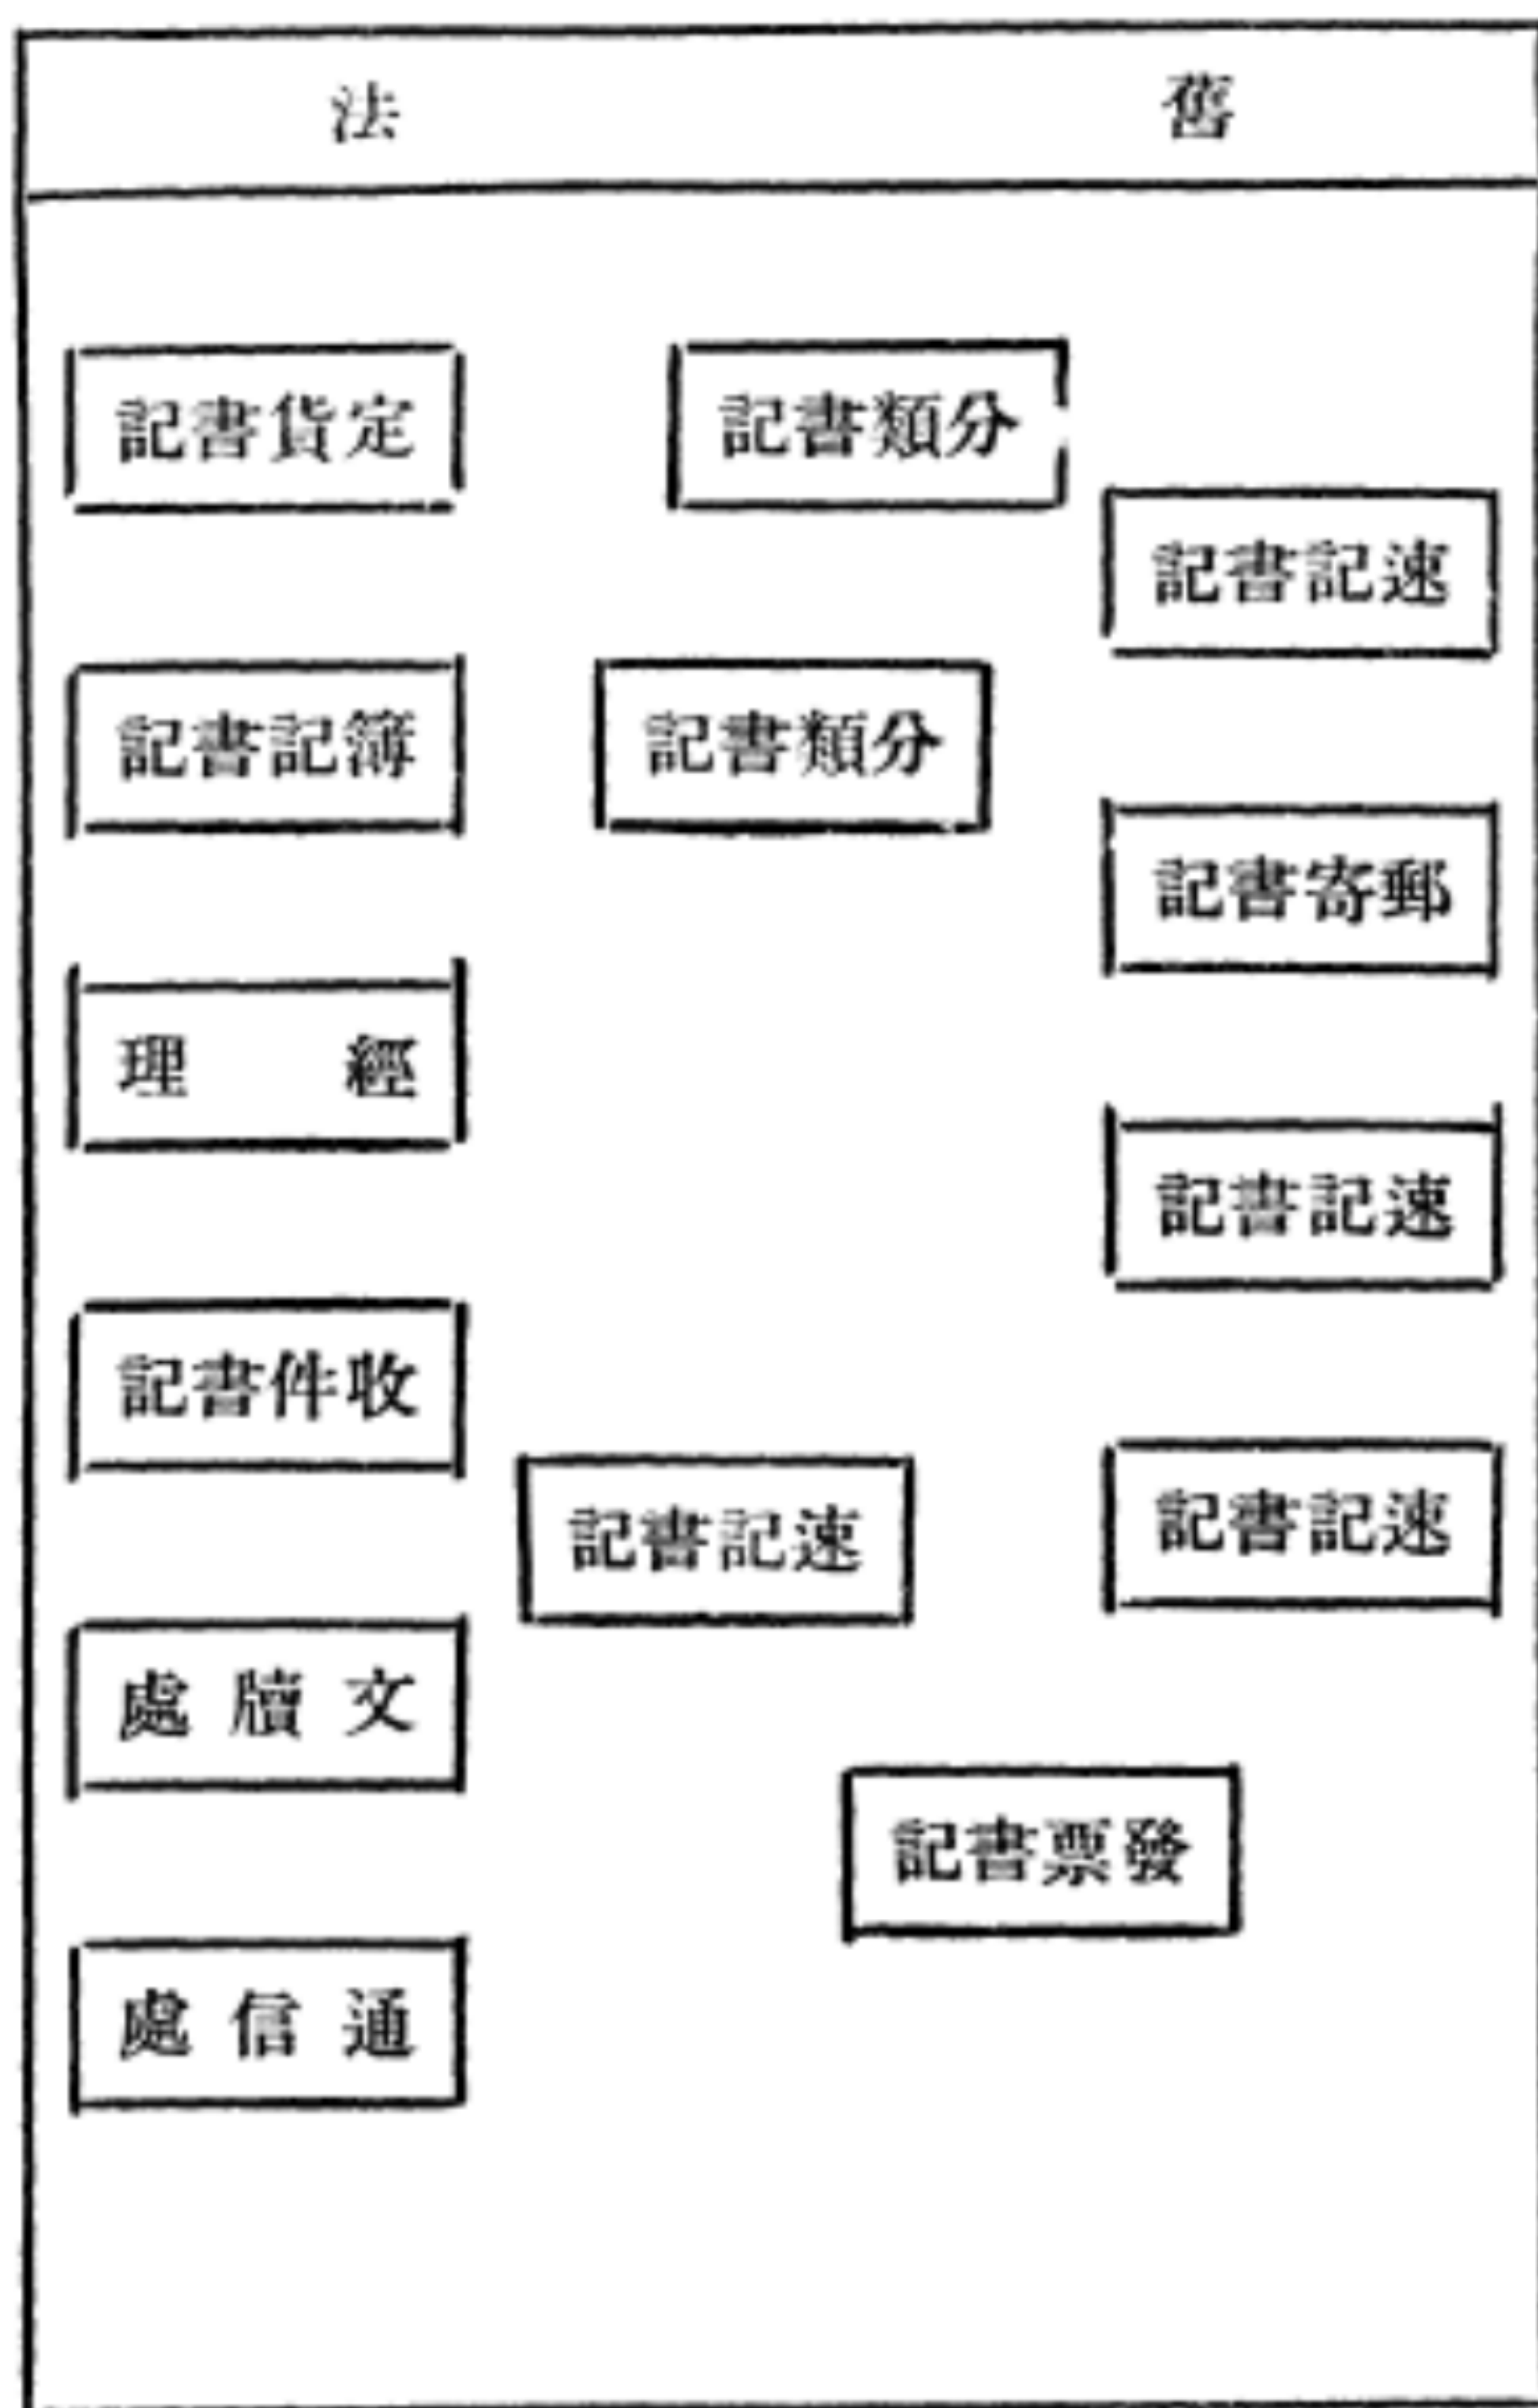 舊法
速記書記
郵寄書記
速記書記
速記書記
發票書記
分類書記
分類書記
速記書記
定貨書記
簿記書記
經理
收件書記
文牘處
通信處